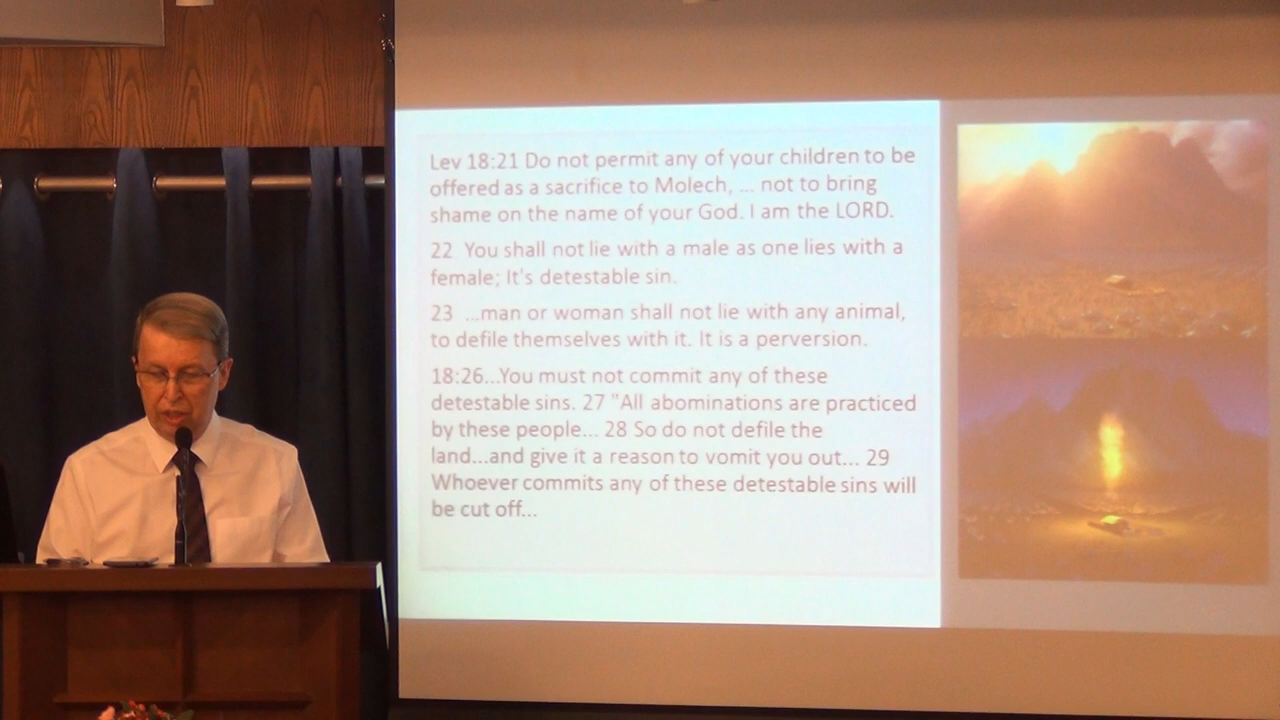 Lev 18:21 Do not permit any of your children to be
offered as a sacrifice to Molech, ... not to bring
shame on the name of your God. I am the LORD.
22 You shall not lie with a male as one lies with a
female; It's detestable sin.
23 ...man or woman shall not lie with any animal,
to defile themselves with it. It is a perversion.
18:26...You must not commit any of these
detestable sins. 27 "All abominations are practiced
by these people... 28 So do not defile the
land...and give it a reason to vomit you out... 29
Whoever commits any of these detestable sins will
be cut off...